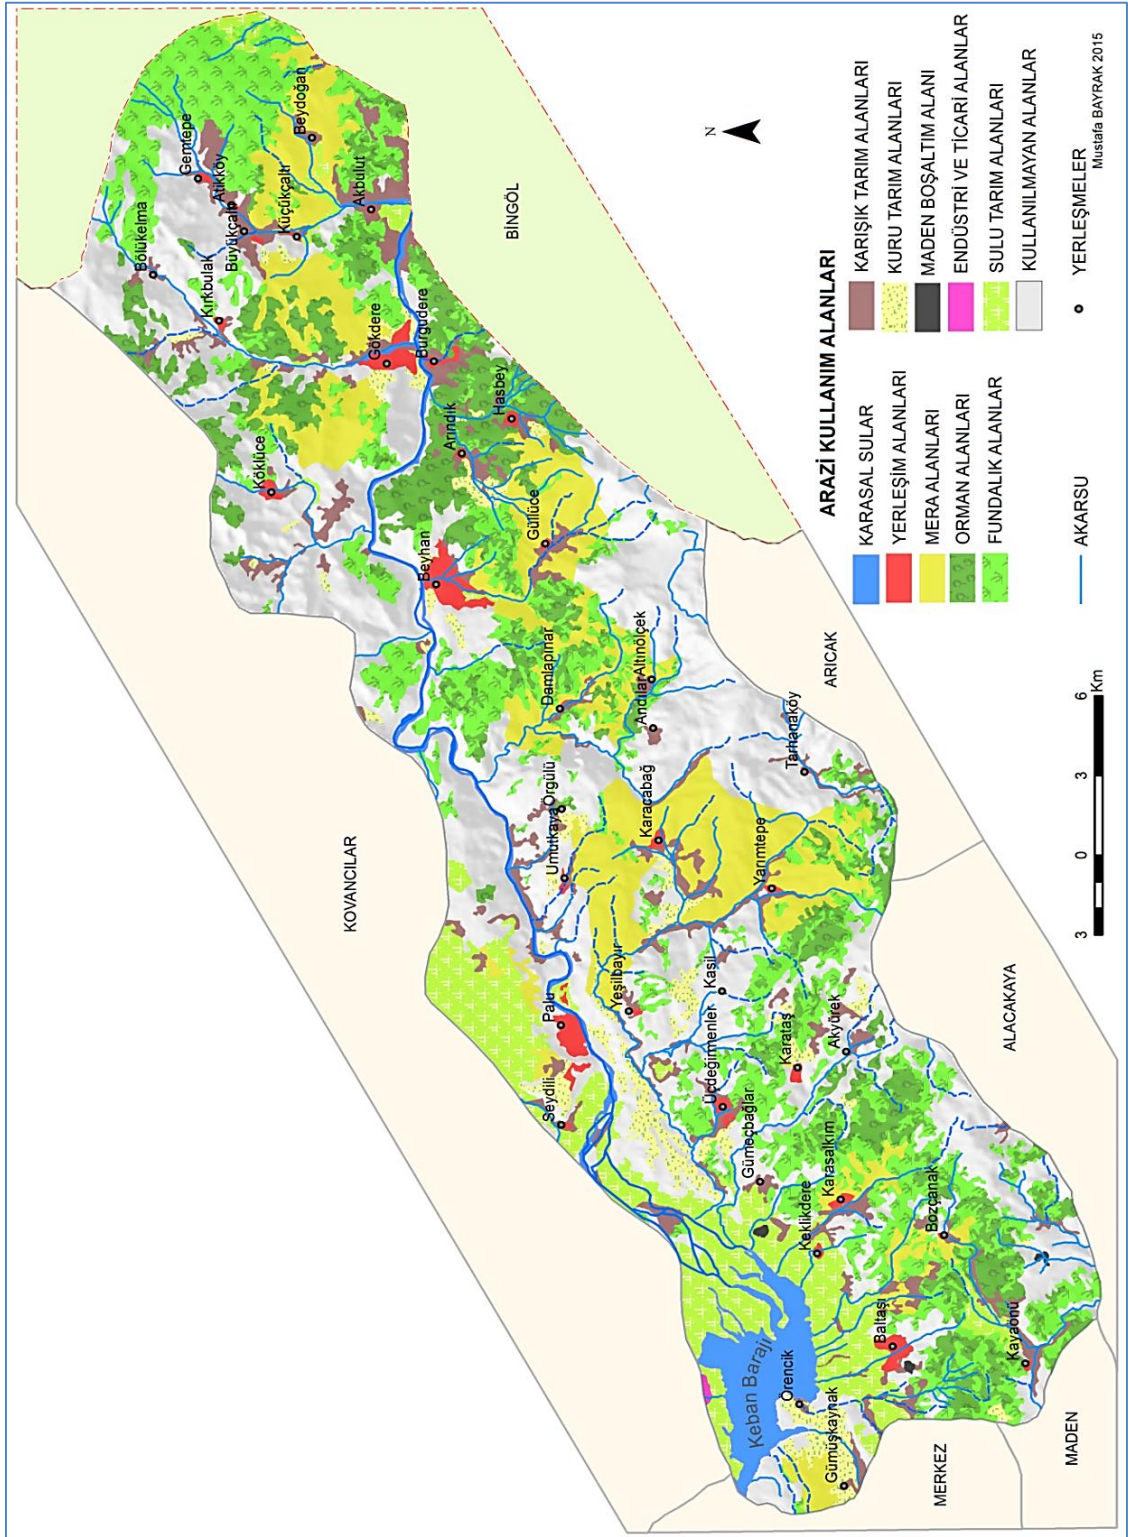 BİNGÖL
KOVANCILAR
ARICAK
ALACAKAYA
MADEN
MERKEZ
Bölükelma
Gemtepe
Atikköy
Büyükçaltı
Küçükçaltı
Beydoğan
Akbulut
Kırkbulak
Gökdere
Burgudere
Hasbey
Arındık
Köklüce
Güllüce
Beyhan
Damlapınar
Altınölçek
Andılar
Tarhanaköy
Örgülü
Umutkaya
Karacabağ
Yarımtepe
Yeşilbayır
Kasil
Palu
Seydili
Üçdeğirmenler
Karataş
Akyürek
Gümeçbağlar
Karasalkım
Keklikdere
Bozçanak
Baltaşı
Kayaönü
Keban Barajı
Örencik
Gümüşkaynak
N
ARAZİ KULLANIM ALANLARI
KARASAL SULAR
YERLEŞİM ALANLARI
MERA ALANLARI
ORMAN ALANLARI
FUNDALIK ALANLAR
KARIŞIK TARIM ALANLARI
KURU TARIM ALANLARI
MADEN BOŞALTIM ALANI
ENDÜSTRİ VE TİCARİ ALANLAR
SULU TARIM ALANLARI
KULLANILMAYAN ALANLAR
AKARSU
YERLEŞMELER
Mustafa BAYRAK 2015
3 0 3 6
Km